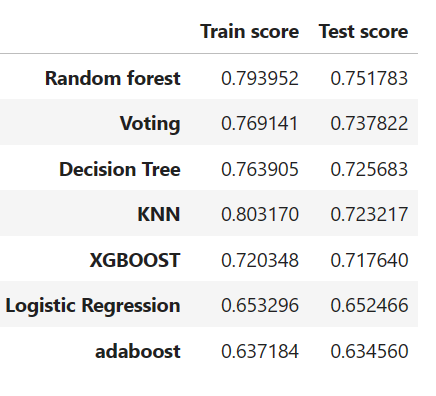 Train score Test score
Random forest 0.793952 0.751783
Voting 0.769141 0.737822
Decision Tree 0.763905 0.725683
KNN 0.803170 0.723217
XGBOOST 0.720348 0.717640
Logistic Regression 0.653296 0.652466
adaboost 0.637184 0.634560